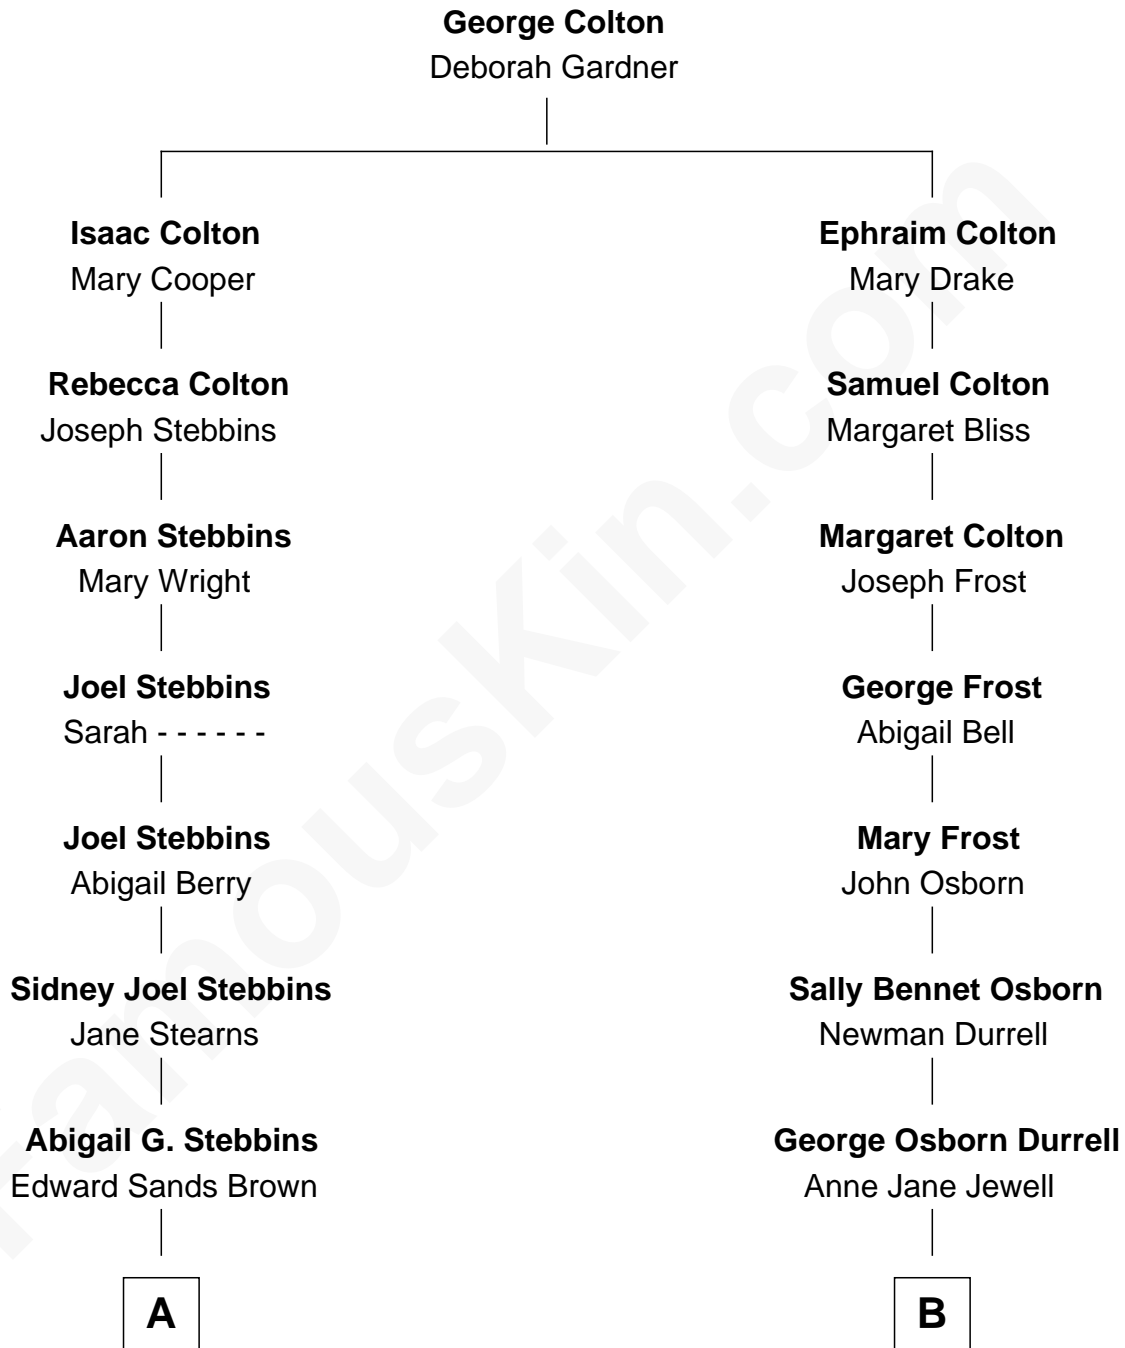 George Colton
Deborah Gardner
Isaac Colton
Mary Cooper
Ephraim Colton
Mary Drake
Rebecca Colton
Joseph Stebbins
Samuel Colton
Margaret Bliss
Aaron Stebbins
Mary Wright
Margaret Colton
Joseph Frost
Joel Stebbins
Sarah - - - - - -
George Frost
Abigail Bell
Joel Stebbins
Abigail Berry
Mary Frost
John Osborn
Sidney Joel Stebbins
Jane Stearns
Sally Bennet Osborn
Newman Durrell
Abigail G. Stebbins
Edward Sands Brown
George Osborn Durrell
Anne Jane Jewell
A
B
FamousKin.com